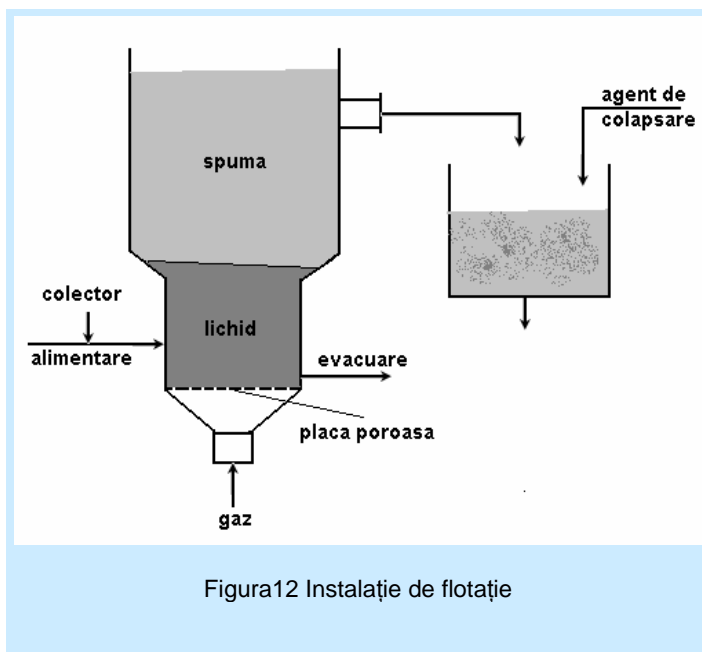 agent de
colapsare
spuma
colector
lichid
alimentare
evacuare
placa poroasa
gaz
Figura12 Instalație de flotație